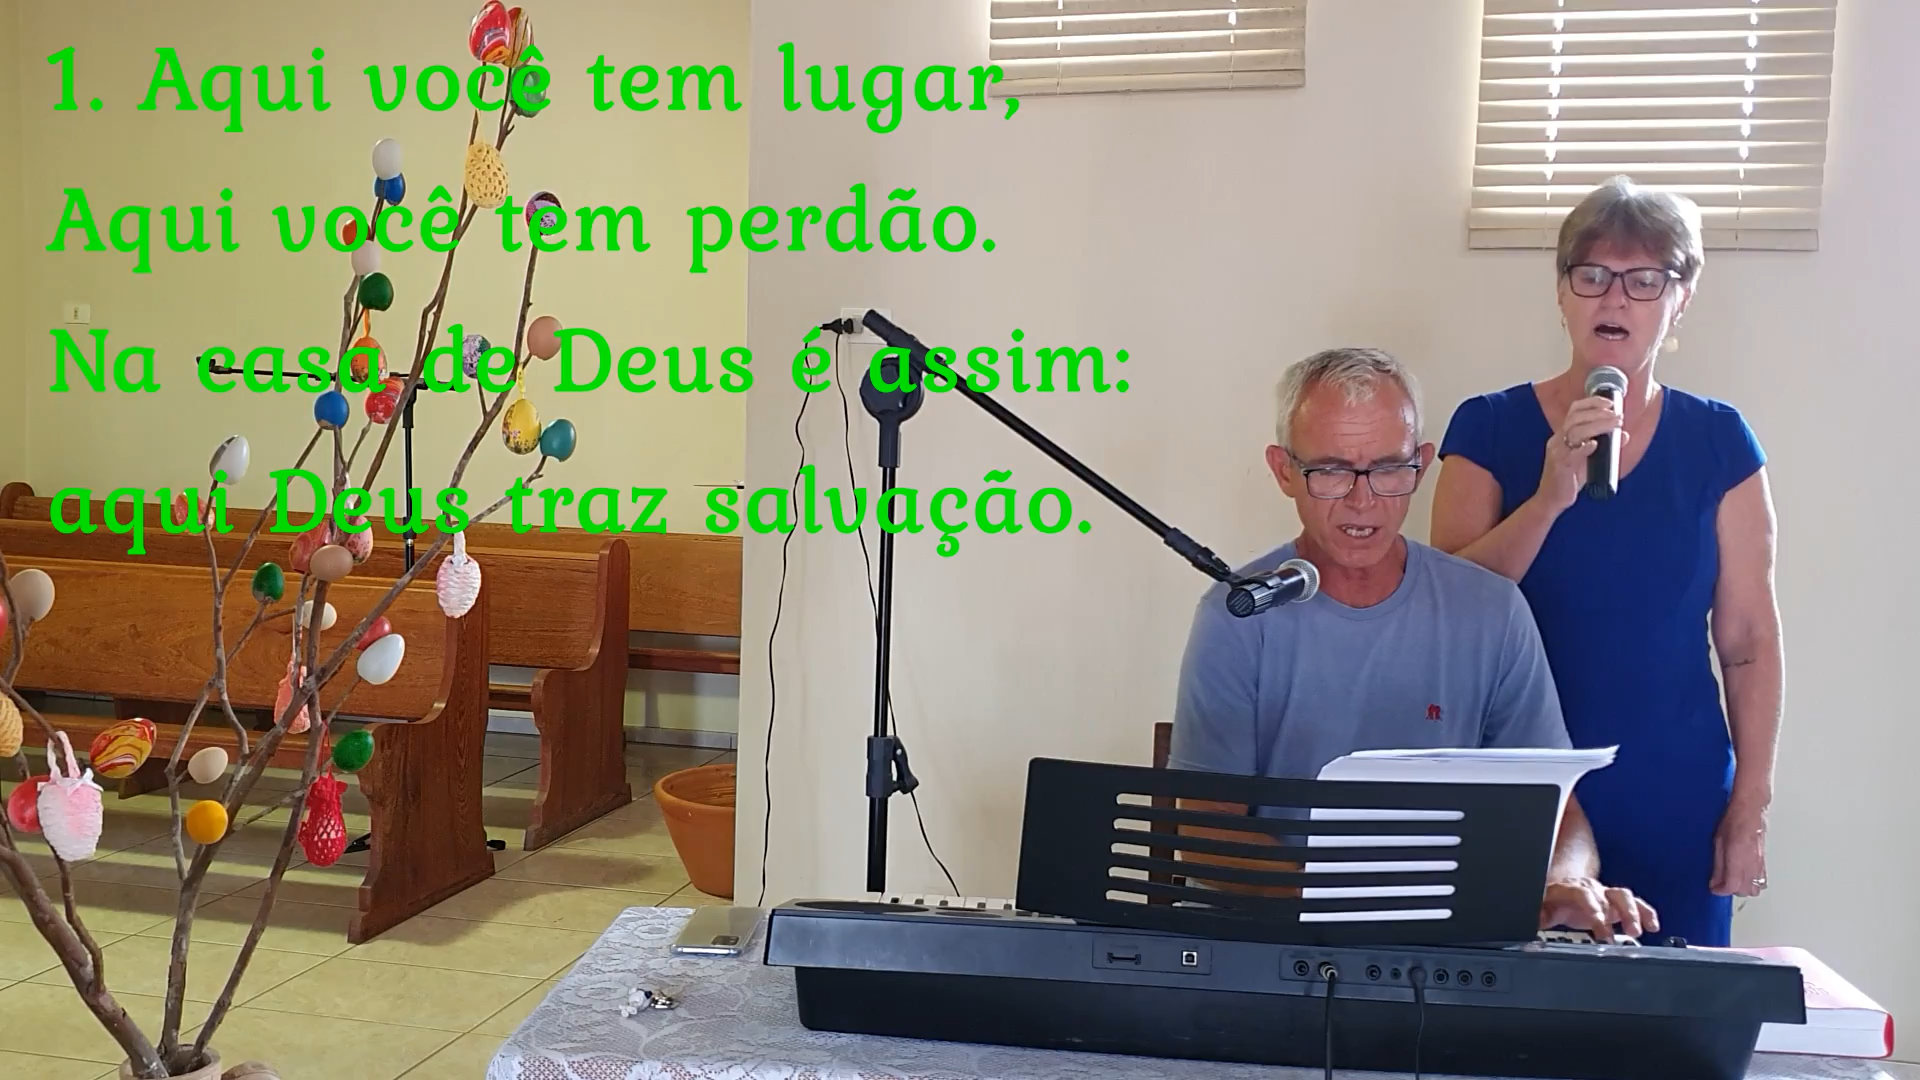 1. Aqui você tem lugar,
Aqui você tem perdão.
Na casa de Deus é assim:
aqui Deus traz salvação.